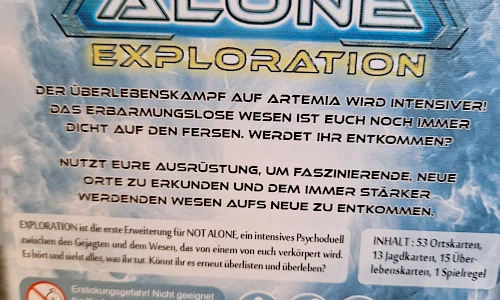 ALONE
EXPLORATION
DER ÜBERLEBENSKAMPF AUF ARTEMIA WIRD INTENSIVER!
DAS ERBARMUNGSLOSE WESEN IST EUCH NOCH IMMER
DICHT AUF DEN FERSEN. WERDET IHR ENTKOMMEN?
NUTZT EURE AUSRÜSTUNG, UM FASZINIERENDE, NEUE
ORTE ZU ERKUNDEN UND DEM IMMER STÄRKER
WERDENDEN WESEN AUFS NEUE ZU ENTKOMMEN.
EXPLORATION ist die erste Erweiterung für NOT ALONE, ein intensives Psychoduell
zwischen den Gejagten und dem Wesen, das von einem von euch verkörpert wird.
Es hört und sieht alles, was ihr tut. Könnt ihr es erneut überlisten und überleben?
INHALT: 53 Ortskarten,
13 Jagdkarten, 15 Über-
lebenskarten, 1 Spielregel
Erstickungsgefahr! Nicht geeignet